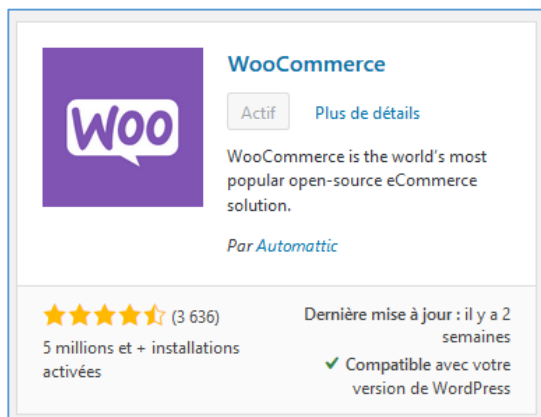 Woo
WooCommerce
Actif Plus de détails
WooCommerce is the world's most
popular open-source eCommerce
solution.
Par Automattic
(3 636)
5 millions et + installations
activées
Dernière mise à jour : il y a 2
semaines
Compatible avec votre
version de WordPress